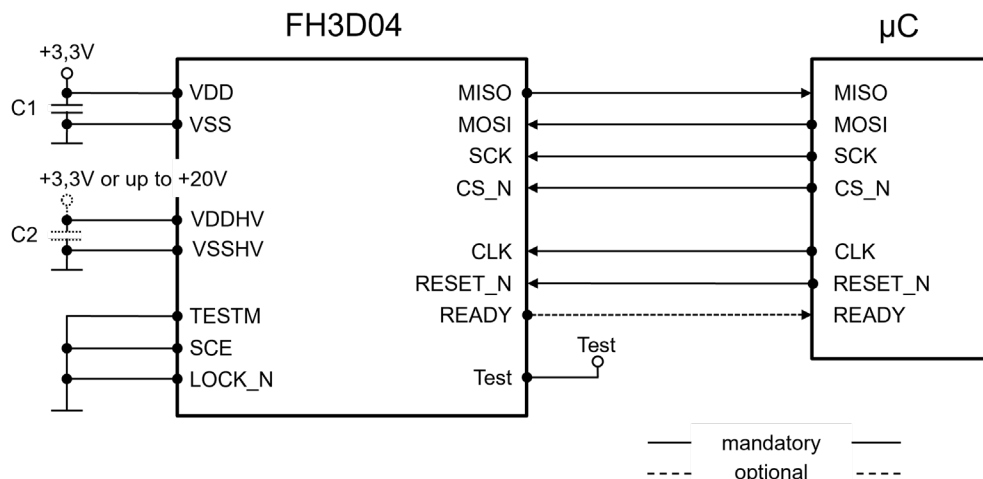 FH3D04
µC
+3,3V
C1
VDD
VSS
+3,3V or up to +20V
C2
VDDHV
VSSHV
TESTM
SCE
LOCK_N
MISO
MOSI
SCK
CS_N
CLK
RESET_N
READY
Test
Test
MISO
MOSI
SCK
CS_N
CLK
RESET_N
READY
mandatory
optional